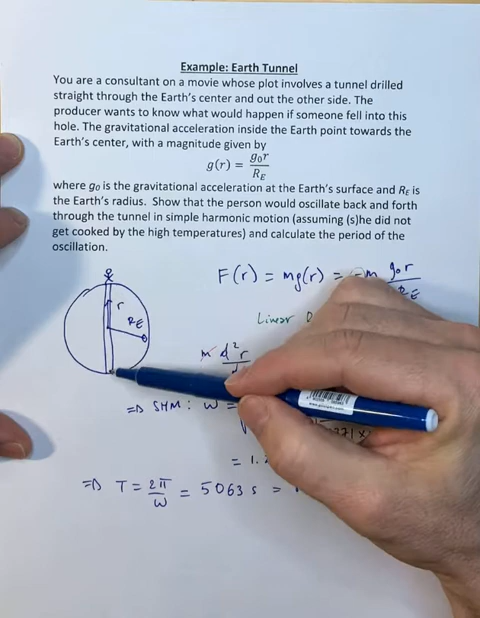 Example: Earth Tunnel
You are a consultant on a movie whose plot involves a tunnel drilled
straight through the Earth's center and out the other side. The
producer wants to know what would happen if someone fell into this
hole. The gravitational acceleration inside the Earth point towards the
Earth's center, with a magnitude given by
g(r) = g₀r / R_E
where g₀ is the gravitational acceleration at the Earth's surface and R_E is
the Earth's radius. Show that the person would oscillate back and forth
through the tunnel in simple harmonic motion (assuming (s)he did not
get cooked by the high temperatures) and calculate the period of the
oscillation.
F(r) = mg(r) = -m g₀r / R_E
r
R_E
Linear
m d²r
⇒ SHM: ω =
371 x
= 1.
⇒ T = 2π / ω = 5063 s =